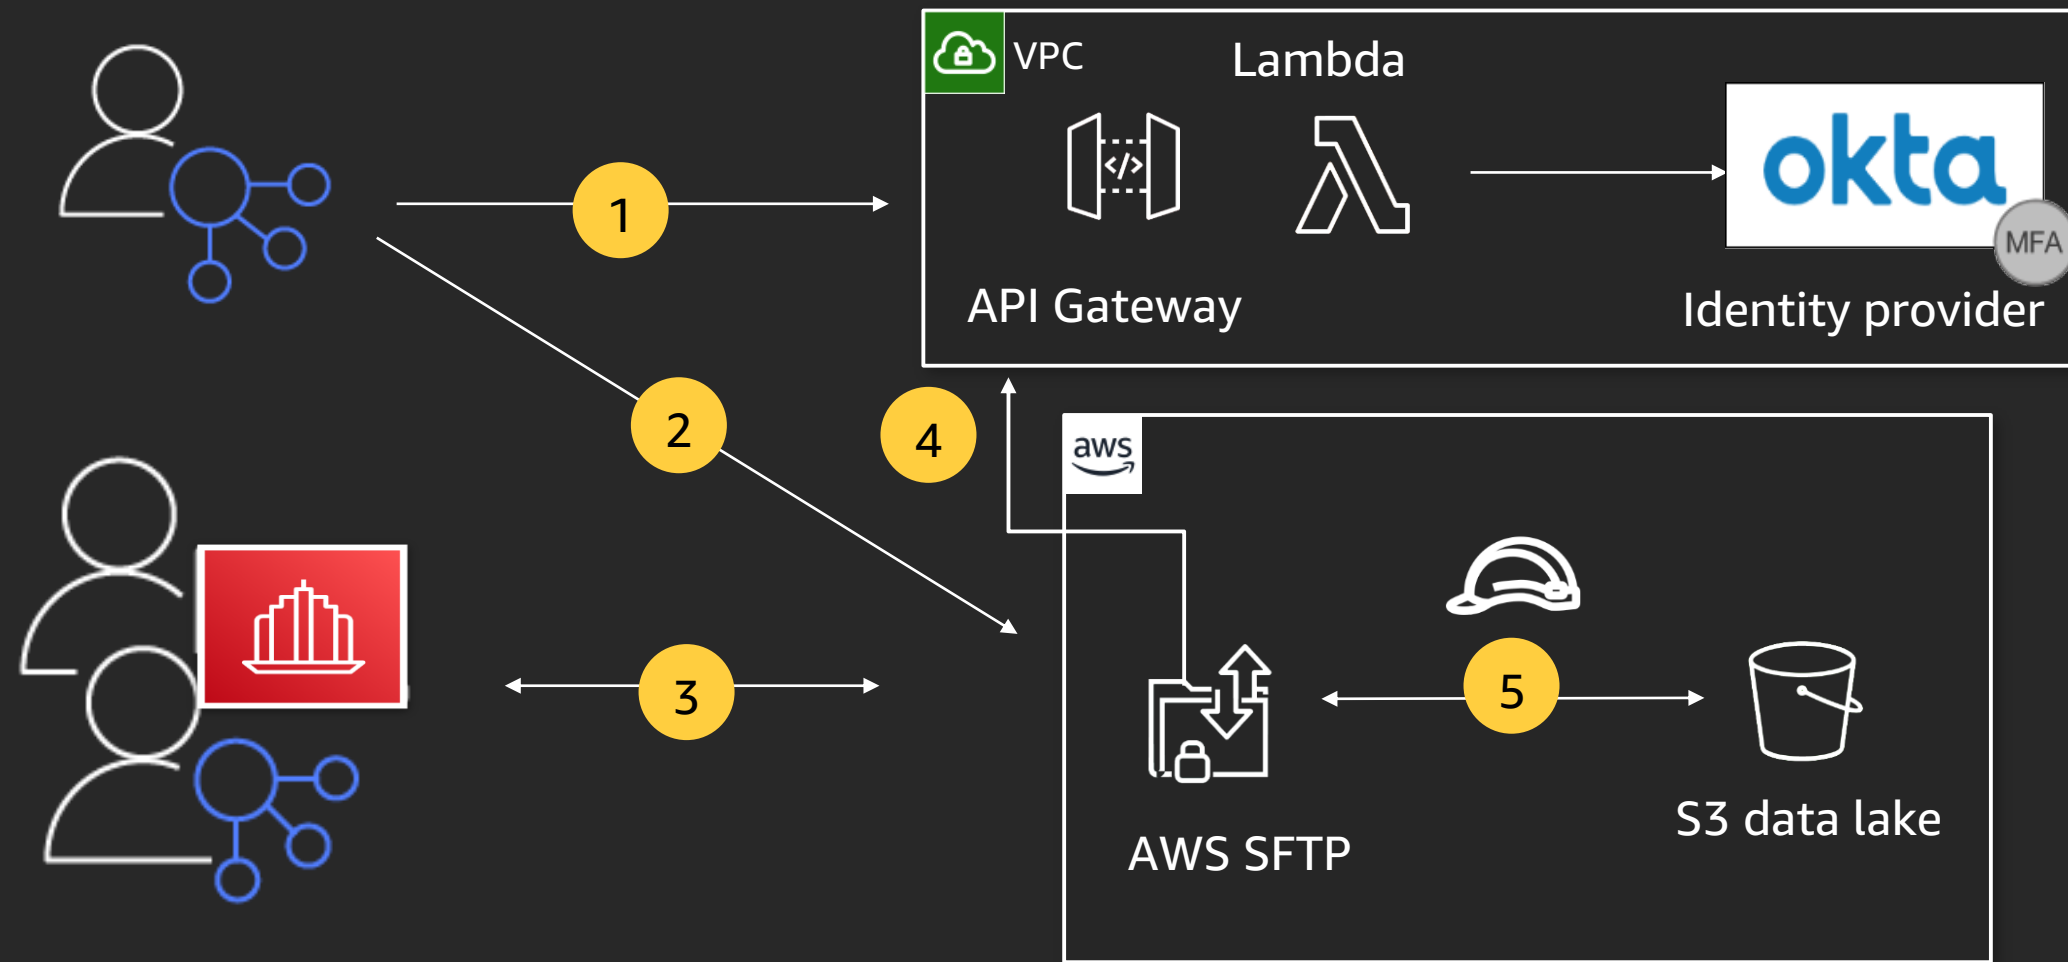 VPC
Lambda
okta
MFA
</>
API Gateway
Identity provider
1
2
4
aws
3
5
AWS SFTP
S3 data lake